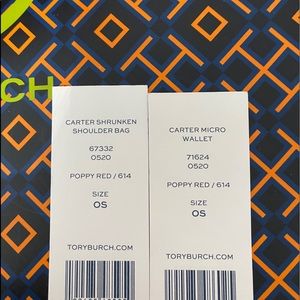 CH
CARTER SHRUNKEN
SHOULDER BAG
67332
0520
POPPY RED / 614
SIZE
OS
TORYBURCH.COM
CARTER MICRO
WALLET
71624
0520
POPPY RED / 614
SIZE
OS
TORYBURCH.COM